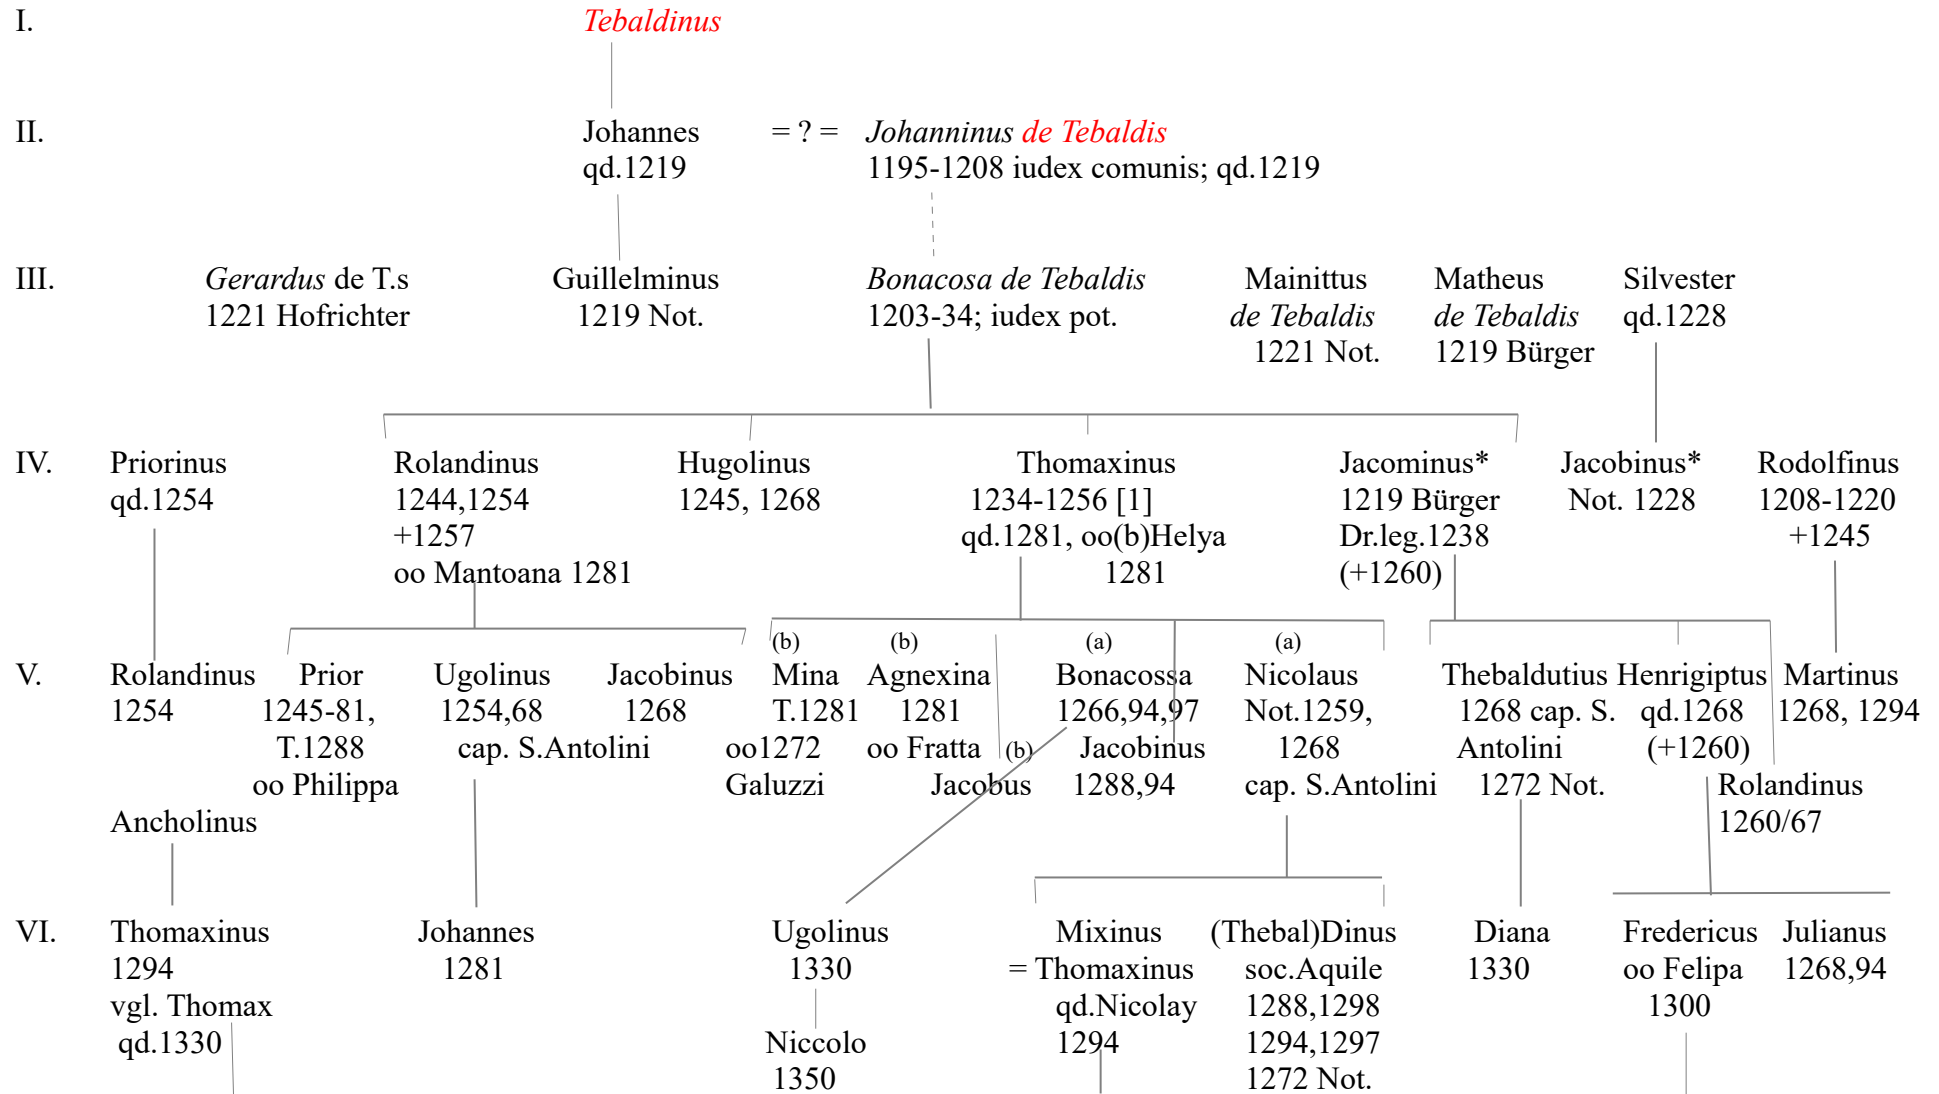 I. Tebaldinus
II. Johannes = ? = Johanninus de Tebaldis
qd.1219 1195-1208 iudex comunis; qd.1219
III. Gerardus de T.s Guillelminus Bonacosa de Tebaldis Mainittus Matheus Silvester
1221 Hofrichter 1219 Not. 1203-34; iudex pot. de Tebaldis de Tebaldis qd.1228
1221 Not. 1219 Bürger
IV. Priorinus Rolandinus Hugolinus Thomaxinus Jacominus* Jacobinus* Rodolfinus
qd.1254 1244,1254 1245, 1268 1234-1256 [1] 1219 Bürger Not. 1228 1208-1220
+1257 qd.1281, oo(b)Helya Dr.leg.1238 +1245
oo Mantoana 1281 1281 (+1260)
(b) (b) (a) (a)
V. Rolandinus Prior Ugolinus Jacobinus Mina Agnexina Bonacossa Nicolaus Thebaldutius Henrigiptus Martinus
1254 1245-81, 1254,68 1268 T.1281 1281 1266,94,97 Not.1259, 1268 cap. S. qd.1268 1268, 1294
T.1288 cap. S.Antolini oo1272 oo Fratta (b) Jacobinus 1268 Antolini (+1260)
oo Philippa Galuzzi Jacobus 1288,94 cap. S.Antolini 1272 Not. Rolandinus
Ancholinus 1260/67
VI. Thomaxinus Johannes Ugolinus Mixinus (Thebal)Dinus Diana Fredericus Julianus
1294 1281 1330 = Thomaxinus soc.Aquile 1330 oo Felipa 1268,94
vgl. Thomax qd.Nicolay 1288,1298 1300
qd.1330 Niccolo 1294 1294,1297
1350 1272 Not.